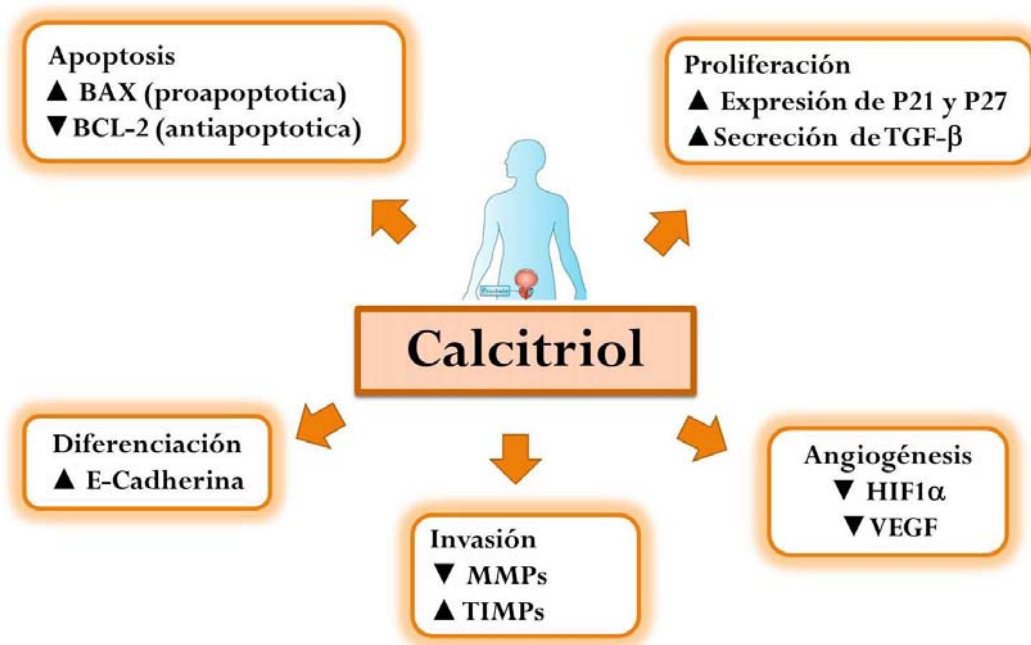 Apoptosis
▲ BAX (proapoptotica)
▼ BCL-2 (antiapoptotica)
Proliferación
▲ Expresión de P21 y P27
▲ Secreción de TGF-β
Prostate
Calcitriol
Diferenciación
▲ E-Cadherina
Invasión
▼ MMPs
▲ TIMPs
Angiogénesis
▼ HIF1α
▼ VEGF